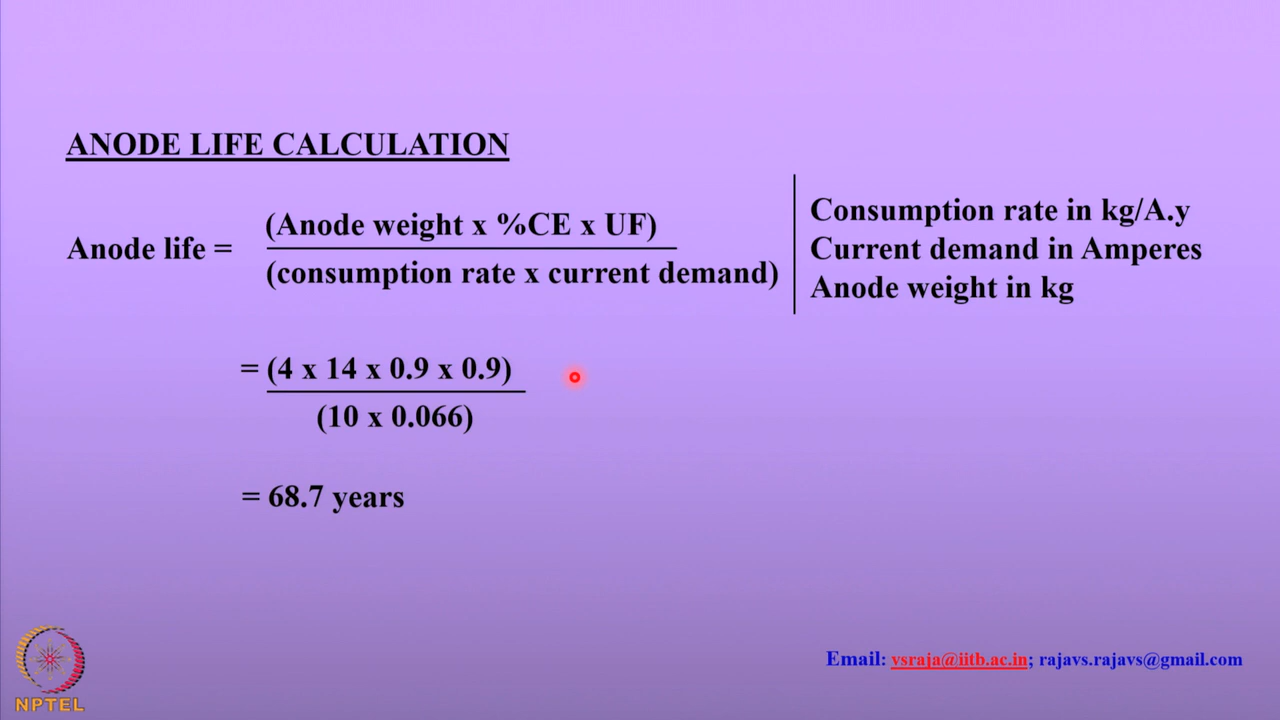 ANODE LIFE CALCULATION
Anode life = (Anode weight x %CE x UF)
(consumption rate x current demand)
Consumption rate in kg/A.y
Current demand in Amperes
Anode weight in kg
= (4 x 14 x 0.9 x 0.9)
(10 x 0.066)
= 68.7 years
NPTEL
Email: vsraja@iitb.ac.in; rajavs.rajavs@gmail.com